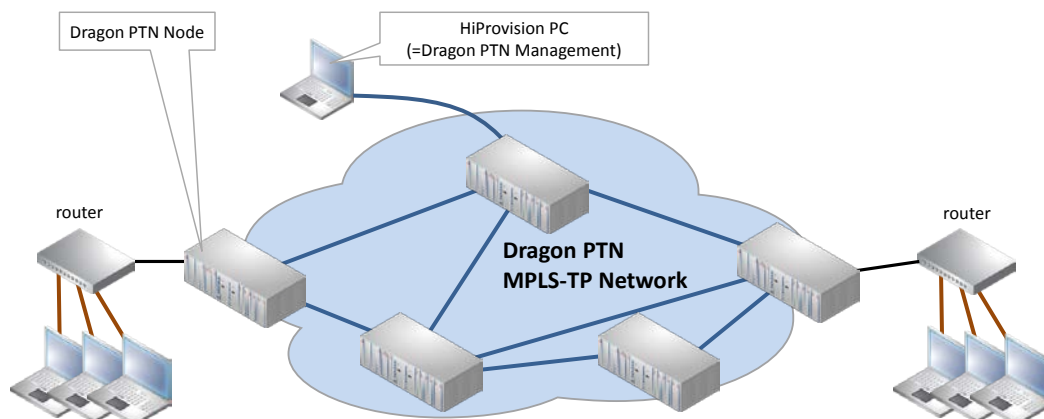 HiProvision PC
(=Dragon PTN Management)
Dragon PTN Node
router
router
Dragon PTN
MPLS-TP Network